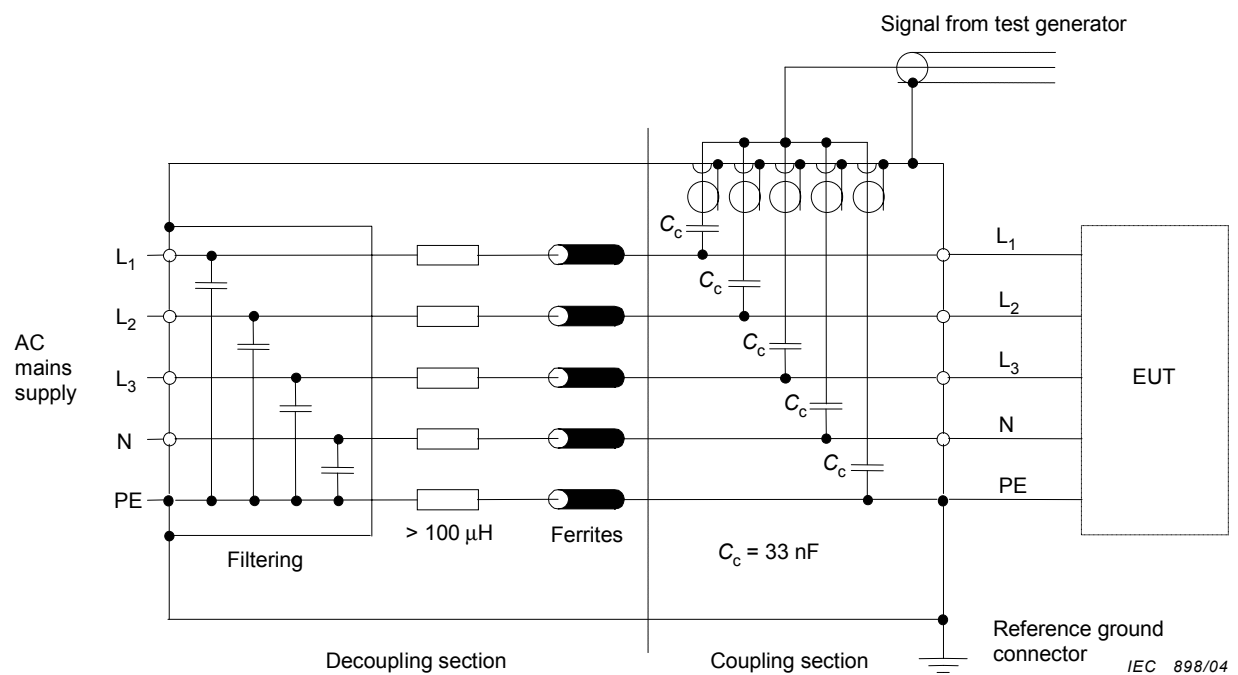 Signal from test generator
Cc
L1
L1
Cc
L2
L2
AC
mains
supply
Cc
L3
L3
EUT
Cc
N
N
Cc
PE
PE
> 100 μH
Ferrites
Cc = 33 nF
Filtering
Reference ground
connector
Decoupling section
Coupling section
IEC 898/04